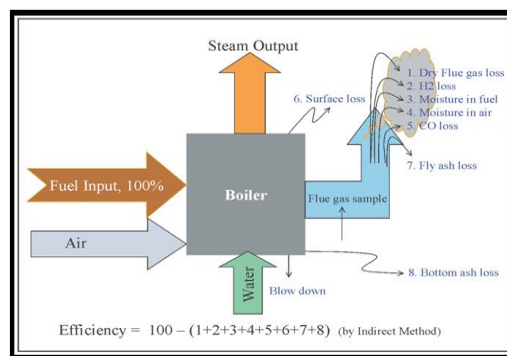 Steam Output
1. Dry Flue gas loss
2. H2 loss
3. Moisture in fuel
4. Moisture in air
5. CO loss
6. Surface loss
7. Fly ash loss
Fuel Input, 100%
Boiler
Flue gas sample
Air
Water
Blow down
8. Bottom ash loss
Efficiency = 100 – (1+2+3+4+5+6+7+8) (by Indirect Method)